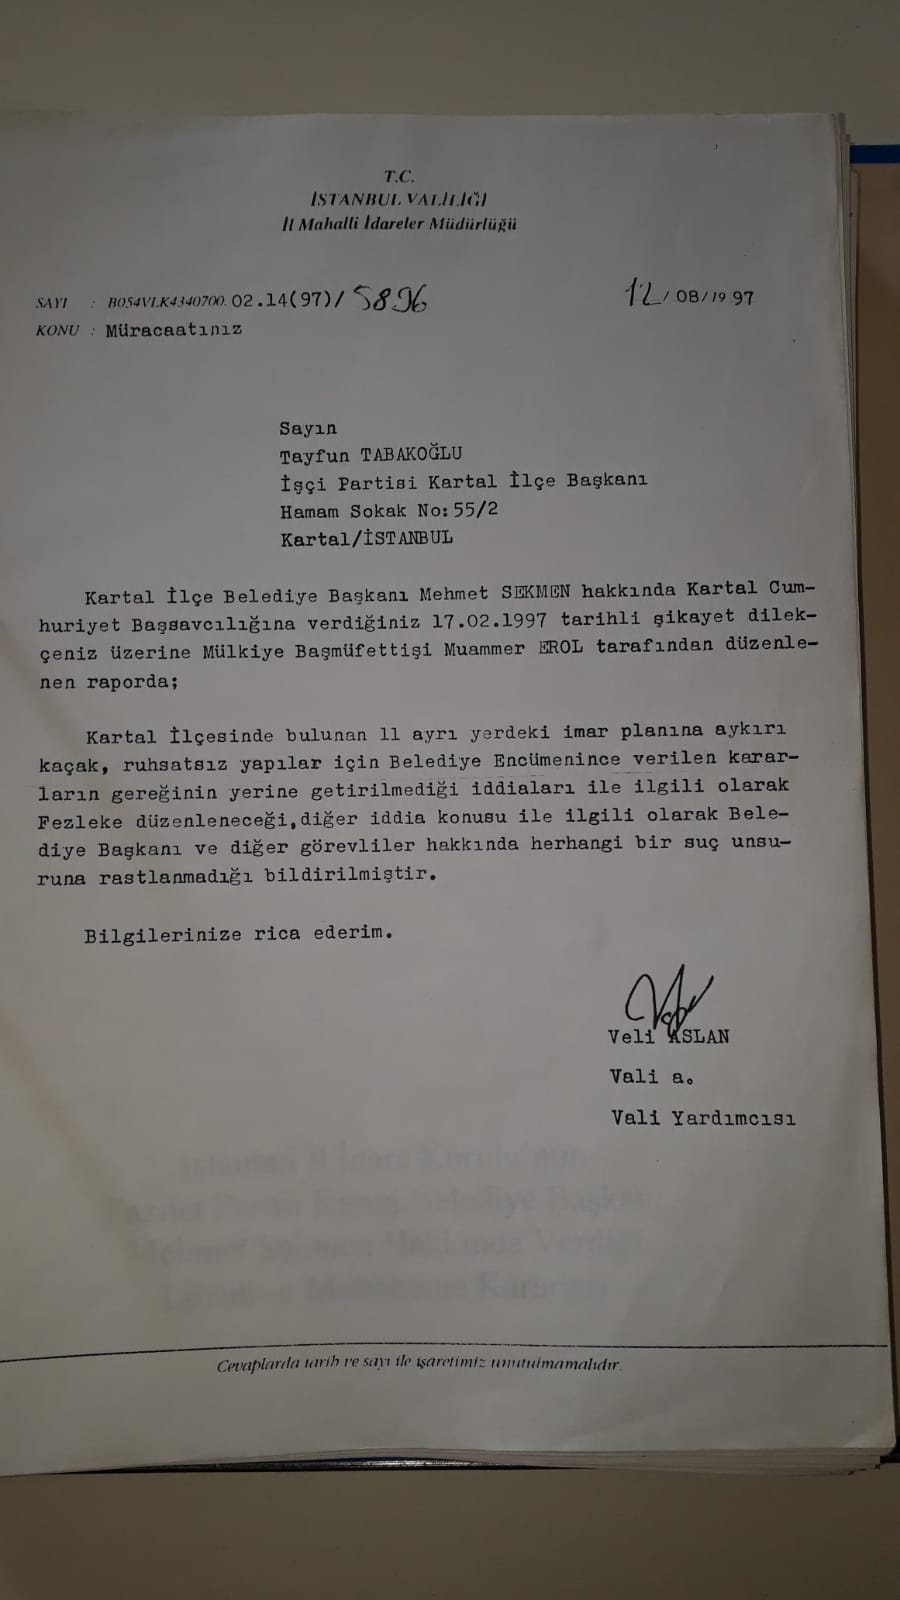 T.C.
İSTANBUL VALİLİĞİ
İl Mahalli İdareler Müdürlüğü
SAYI : B054VLK4340700. 02.14(97)/ 5896 12/ 08/19 97
KONU : Müracaatınız
Sayın
Tayfun TABAKOĞLU
İşçi Partisi Kartal İlçe Başkanı
Hamam Sokak No: 55/2
Kartal/İSTANBUL
Kartal İlçe Belediye Başkanı Mehmet SEKMEN hakkında Kartal Cum-
huriyet Başsavcılığına verdiğiniz 17.02.1997 tarihli şikayet dilek-
çeniz üzerine Mülkiye Başmüfettişi Muammer EROL tarafından düzenle-
nen raporda;
Kartal İlçesinde bulunan 11 ayrı yerdeki imar planına aykırı
kaçak, ruhsatsız yapılar için Belediye Encümenince verilen karar-
ların gereğinin yerine getirilmediği iddiaları ile ilgili olarak
Fezleke düzenleneceği,diğer iddia konusu ile ilgili olarak Bele-
diye Başkanı ve diğer görevliler hakkında herhangi bir suç unsu-
runa rastlanmadığı bildirilmiştir.
Bilgilerinize rica ederim.
Veli ASLAN
Vali a.
Vali Yardımcısı
Cevaplarda tarih ve sayı ile işaretimiz unutulmamalıdır.